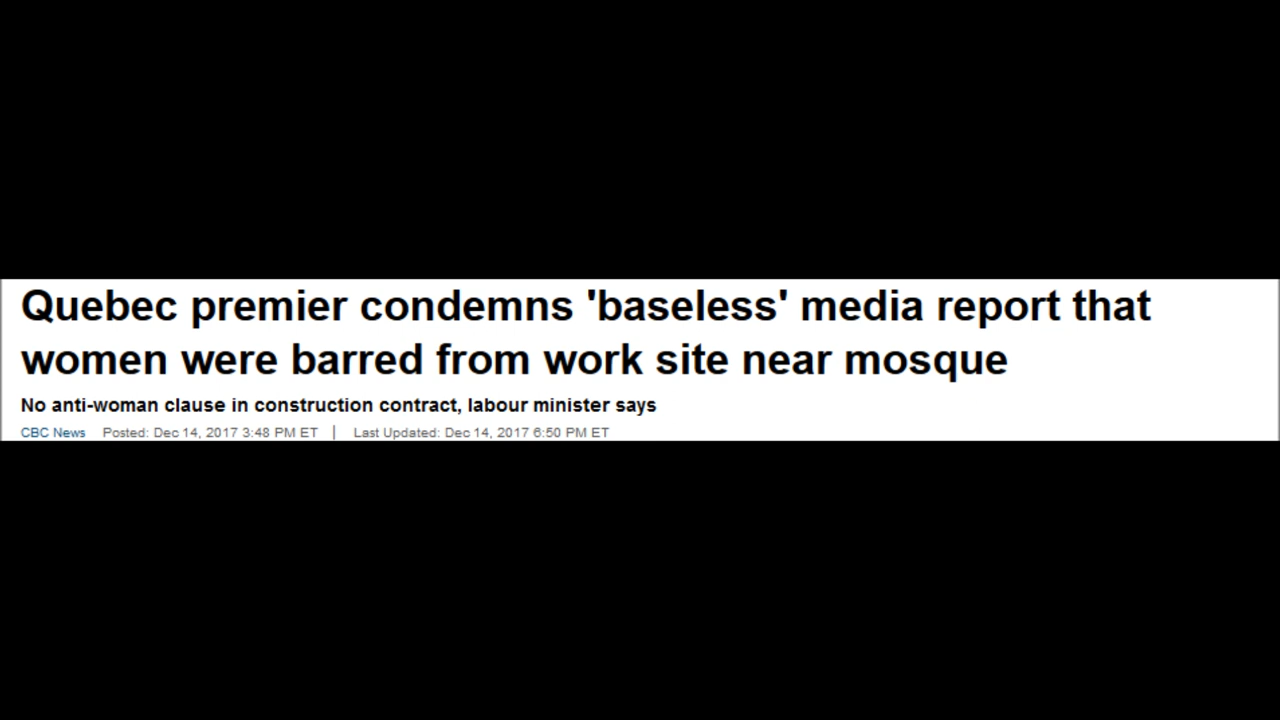 Quebec premier condemns 'baseless' media report that
women were barred from work site near mosque
No anti-woman clause in construction contract, labour minister says
CBC News Posted: Dec 14, 2017 3:48 PM ET | Last Updated: Dec 14, 2017 6:50 PM ET